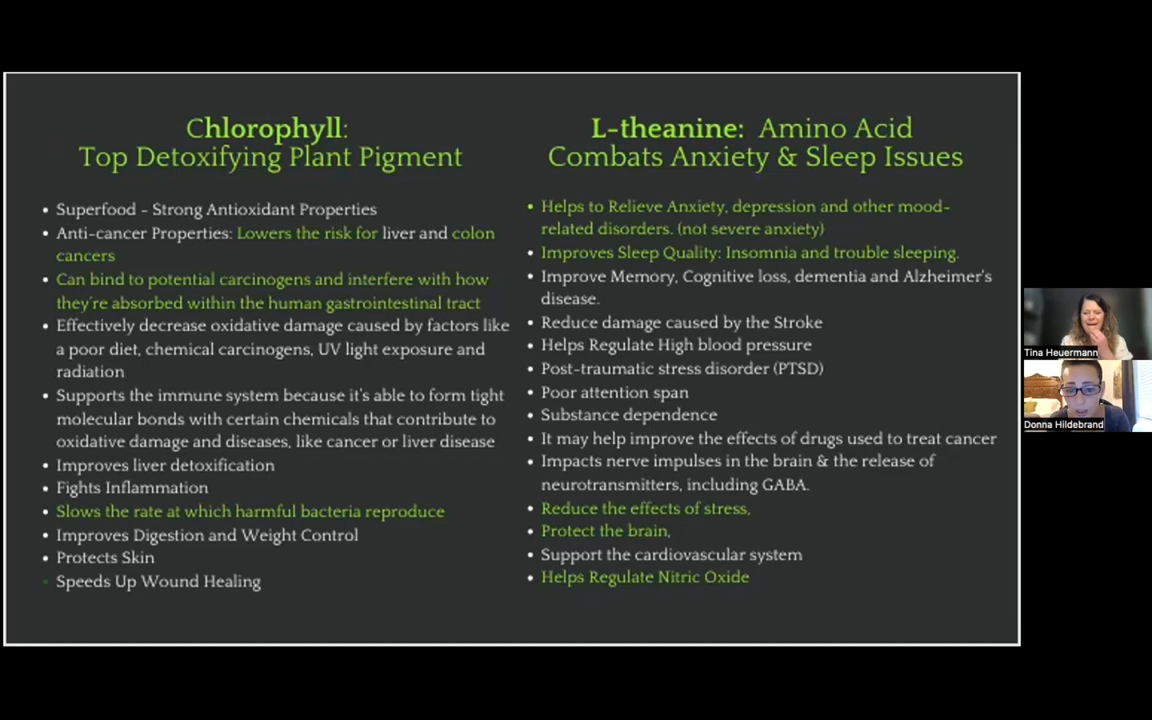 Chlorophyll:
Top Detoxifying Plant Pigment
• Superfood - Strong Antioxidant Properties
• Anti-cancer Properties: Lowers the risk for liver and colon
cancers
• Can bind to potential carcinogens and interfere with how
they're absorbed within the human gastrointestinal tract
• Effectively decrease oxidative damage caused by factors like
a poor diet, chemical carcinogens, UV light exposure and
radiation
• Supports the immune system because it's able to form tight
molecular bonds with certain chemicals that contribute to
oxidative damage and diseases, like cancer or liver disease
• Improves liver detoxification
• Fights Inflammation
• Slows the rate at which harmful bacteria reproduce
• Improves Digestion and Weight Control
• Protects Skin
• Speeds Up Wound Healing
L-theanine: Amino Acid
Combats Anxiety & Sleep Issues
• Helps to Relieve Anxiety, depression and other mood-
related disorders. (not severe anxiety)
• Improves Sleep Quality: Insomnia and trouble sleeping.
• Improve Memory, Cognitive loss, dementia and Alzheimer's
disease.
• Reduce damage caused by the Stroke
• Helps Regulate High blood pressure
• Post-traumatic stress disorder (PTSD)
• Poor attention span
• Substance dependence
• It may help improve the effects of drugs used to treat cancer
• Impacts nerve impulses in the brain & the release of
neurotransmitters, including GABA.
• Reduce the effects of stress,
• Protect the brain,
• Support the cardiovascular system
• Helps Regulate Nitric Oxide
Tina Heuermann
Donna Hildebrand